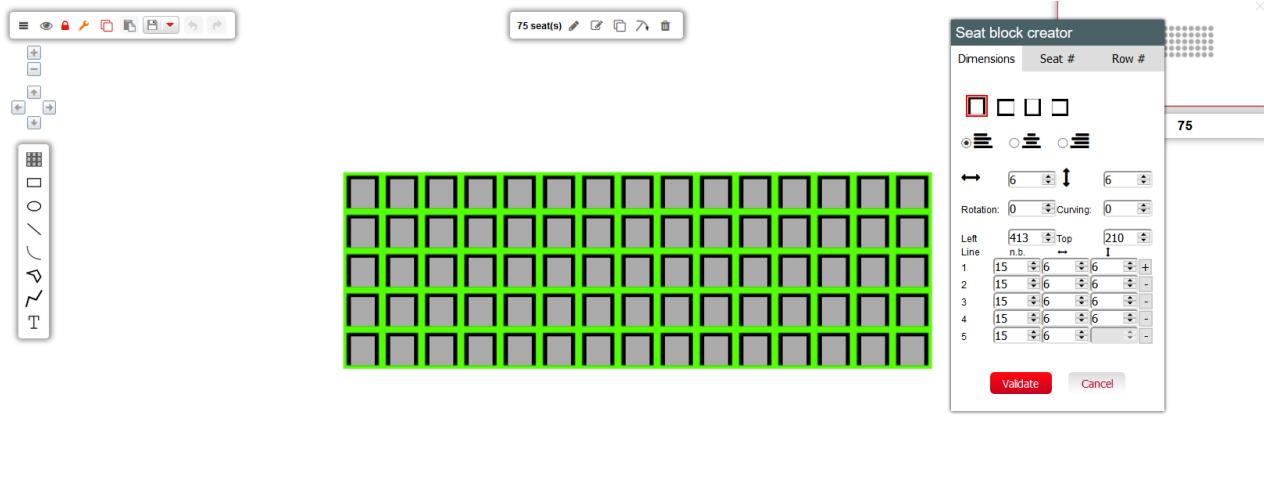 75 seat(s)
Seat block creator
Dimensions Seat # Row #
75
6 6
Rotation: 0 Curving: 0
Left 413 Top 210
Line n.b.
1 15 6 6 +
2 15 6 6 -
3 15 6 6 -
4 15 6 6 -
5 15 6 -
Validate Cancel
T